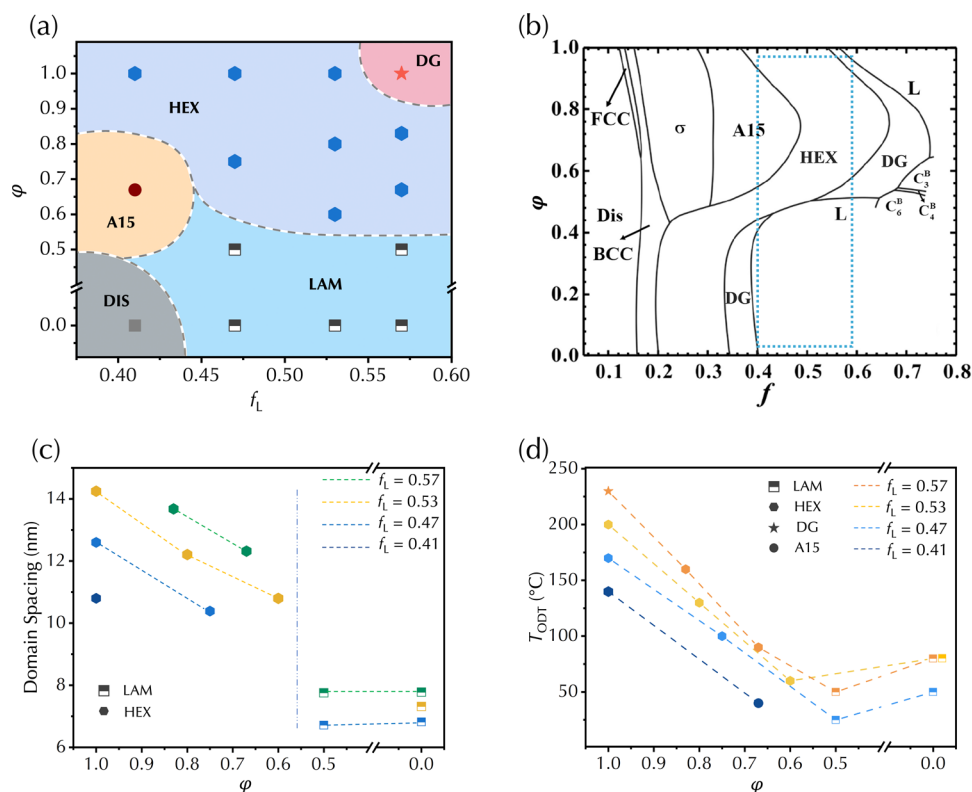 (a)
1.0
0.9
0.8
0.7
0.6
0.5
0.0
φ
DG
HEX
A15
LAM
DIS
0.40
0.45
0.50
0.55
0.60
fL
(b)
1.0
0.8
0.6
0.4
0.2
0.0
φ
FCC
σ
A15
HEX
L
DG
C3B
C6B
C4B
L
Dis
BCC
DG
0.1
0.2
0.3
0.4
0.5
0.6
0.7
0.8
f
(c)
14
12
10
8
6
Domain Spacing (nm)
fL = 0.57
fL = 0.53
fL = 0.47
fL = 0.41
LAM
HEX
1.0
0.9
0.8
0.7
0.6
0.5
0.0
φ
(d)
250
200
150
100
50
TODT (°C)
LAM
HEX
DG
A15
fL = 0.57
fL = 0.53
fL = 0.47
fL = 0.41
1.0
0.9
0.8
0.7
0.6
0.5
0.0
φ